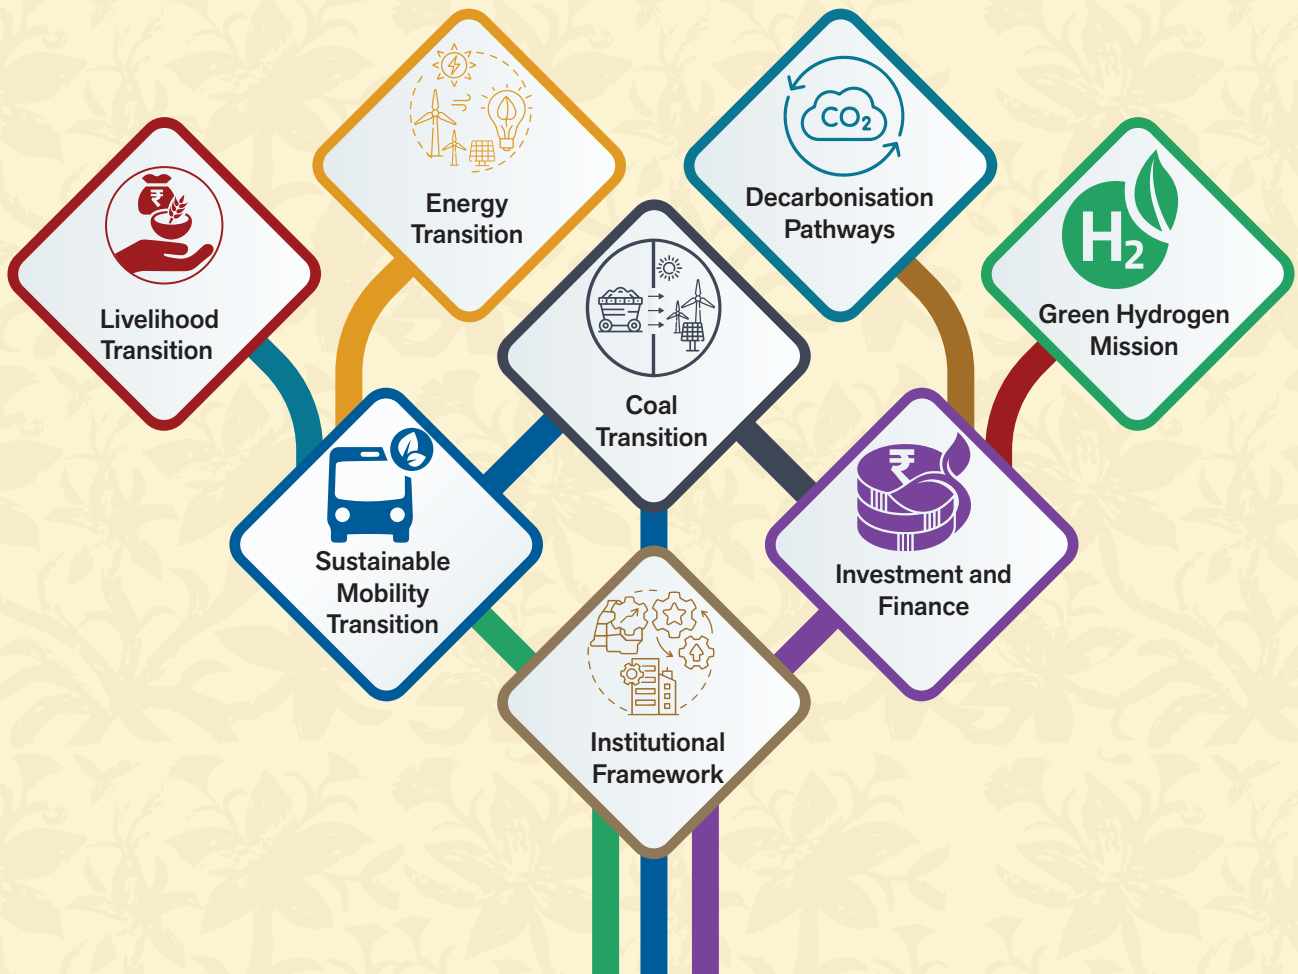 Energy
Transition
CO2
Decarbonisation
Pathways
₹
Livelihood
Transition
H2
Green Hydrogen
Mission
Coal
Transition
Sustainable
Mobility
Transition
₹
Investment and
Finance
Institutional
Framework